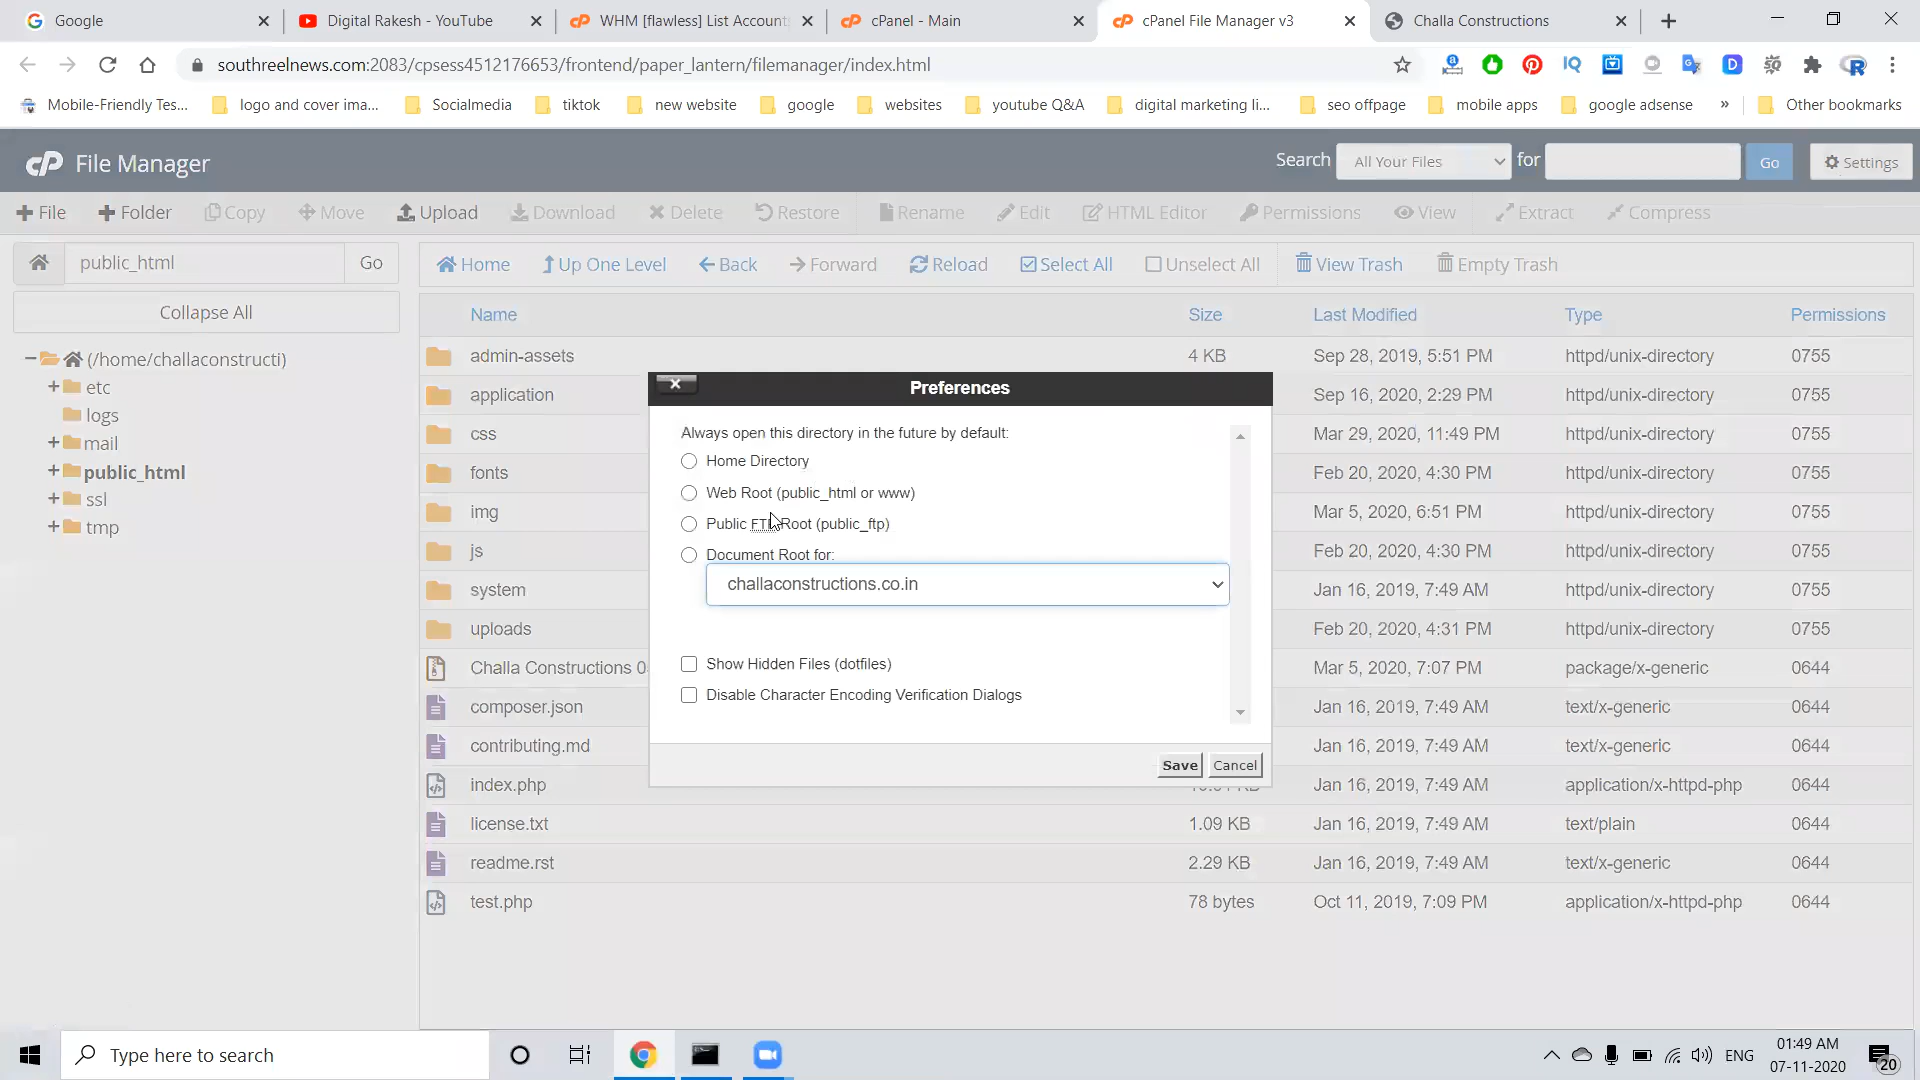 Google
Digital Rakesh - YouTube
WHM [flawless] List Account
cPanel - Main
cPanel File Manager v3
Challa Constructions
southreelnews.com:2083/cpsess4512176653/frontend/paper_lantern/filemanager/index.html
Mobile-Friendly Tes...
logo and cover ima...
Socialmedia
tiktok
new website
google
websites
youtube Q&A
digital marketing li...
seo offpage
mobile apps
google adsense
»
Other bookmarks
cP File Manager
Search
All Your Files
for
Go
Settings
File
Folder
Copy
Move
Upload
Download
Delete
Restore
Rename
Edit
HTML Editor
Permissions
View
Extract
Compress
public_html
Go
Home
Up One Level
Back
Forward
Reload
Select All
Unselect All
View Trash
Empty Trash
Collapse All
(/home/challaconstructi)
etc
logs
mail
public_html
ssl
tmp
Name Size Last Modified Type Permissions
admin-assets 4 KB Sep 28, 2019, 5:51 PM httpd/unix-directory 0755
application Sep 16, 2020, 2:29 PM httpd/unix-directory 0755
css Mar 29, 2020, 11:49 PM httpd/unix-directory 0755
fonts Feb 20, 2020, 4:30 PM httpd/unix-directory 0755
img Mar 5, 2020, 6:51 PM httpd/unix-directory 0755
js Feb 20, 2020, 4:30 PM httpd/unix-directory 0755
system Jan 16, 2019, 7:49 AM httpd/unix-directory 0755
uploads Feb 20, 2020, 4:31 PM httpd/unix-directory 0755
Challa Constructions Mar 5, 2020, 7:07 PM package/x-generic 0644
composer.json Jan 16, 2019, 7:49 AM text/x-generic 0644
contributing.md Jan 16, 2019, 7:49 AM text/x-generic 0644
index.php KB Jan 16, 2019, 7:49 AM application/x-httpd-php 0644
license.txt 1.09 KB Jan 16, 2019, 7:49 AM text/plain 0644
readme.rst 2.29 KB Jan 16, 2019, 7:49 AM text/x-generic 0644
test.php 78 bytes Oct 11, 2019, 7:09 PM application/x-httpd-php 0644
Preferences
Always open this directory in the future by default:
Home Directory
Web Root (public_html or www)
Public FTP Root (public_ftp)
Document Root for:
challaconstructions.co.in
Show Hidden Files (dotfiles)
Disable Character Encoding Verification Dialogs
Save
Cancel
Type here to search
ENG
01:49 AM
07-11-2020
20